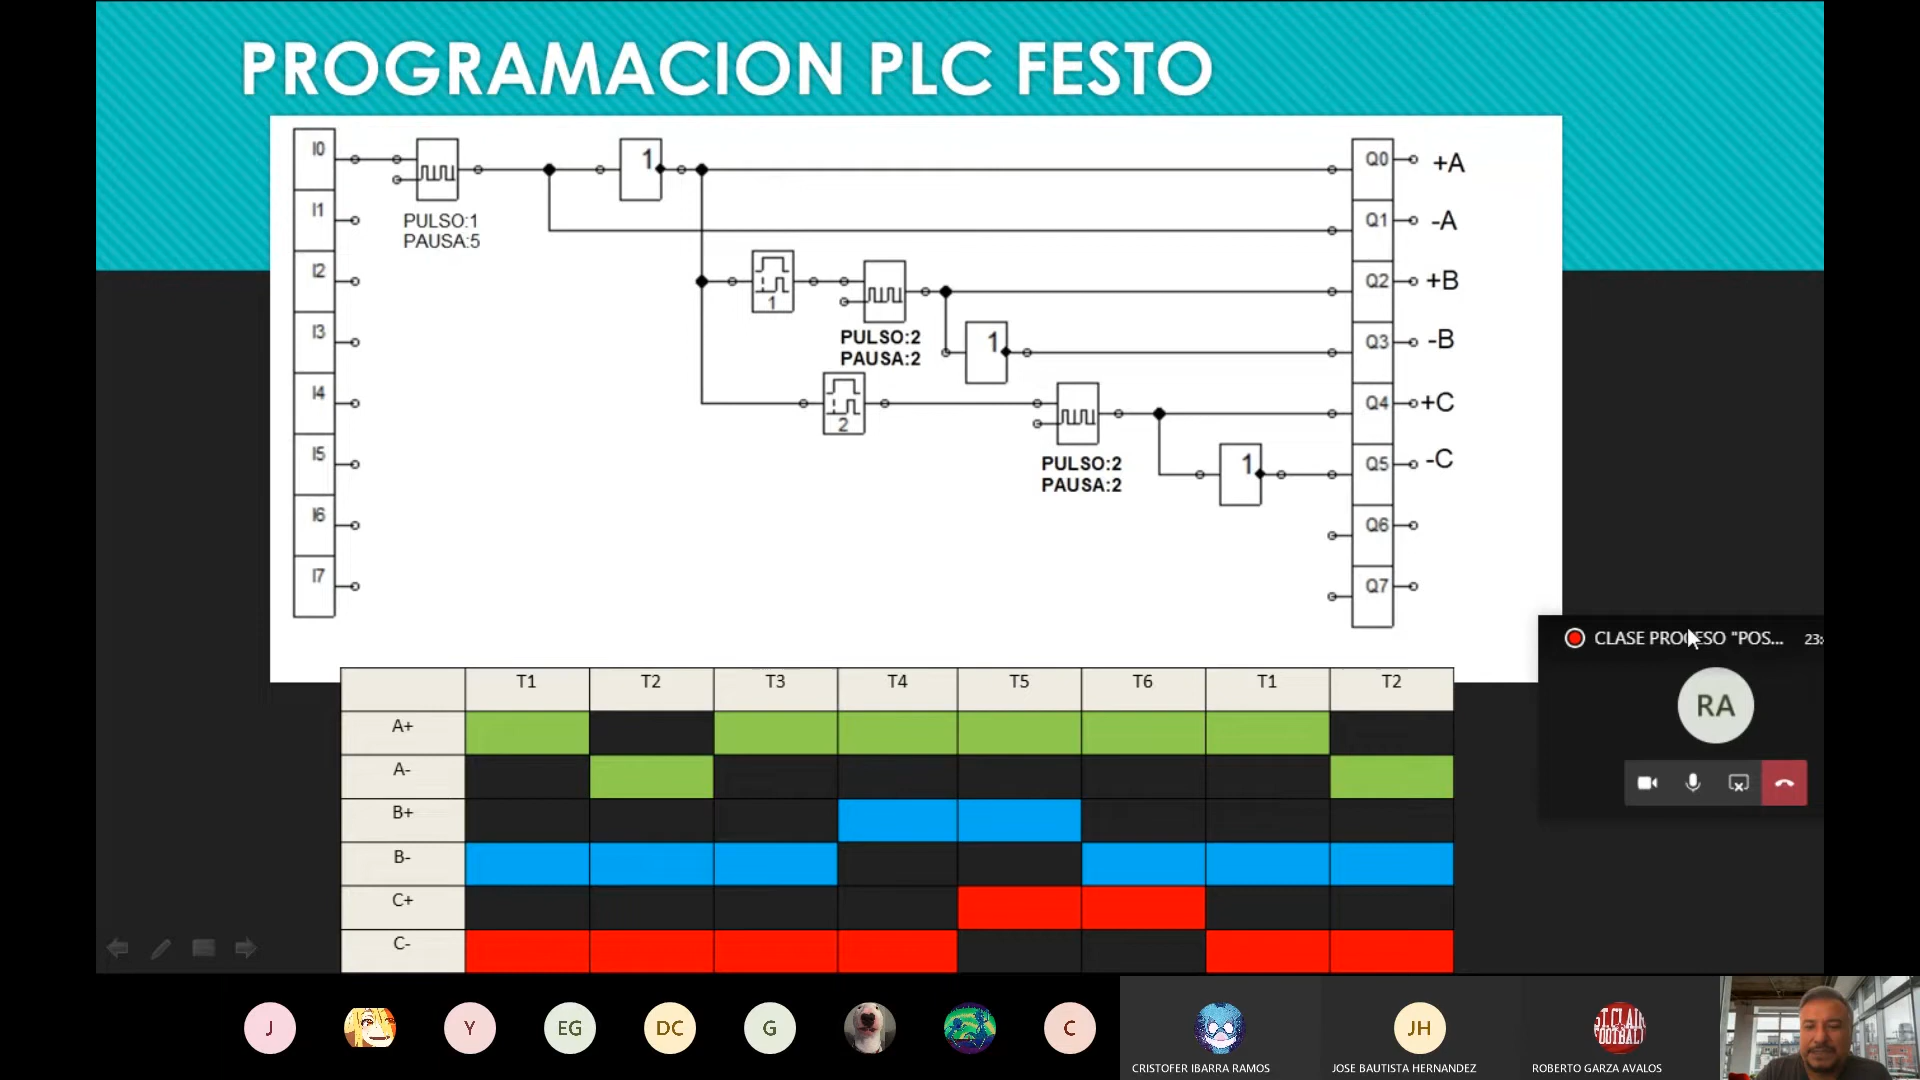 PROGRAMACION PLC FESTO
I0
I1
I2
I3
I4
I5
I6
I7
PULSO:1
PAUSA:5
1
1
PULSO:2
PAUSA:2
1
2
PULSO:2
PAUSA:2
1
Q0 +A
Q1 -A
Q2 +B
Q3 -B
Q4 +C
Q5 -C
Q6
Q7
T1 T2 T3 T4 T5 T6 T1 T2
A+
A-
B+
B-
C+
C-
CLASE PROCESO "POS... 23:
RA
J Y EG DC G C JH
CRISTOFER IBARRA RAMOS JOSE BAUTISTA HERNANDEZ ROBERTO GARZA AVALOS